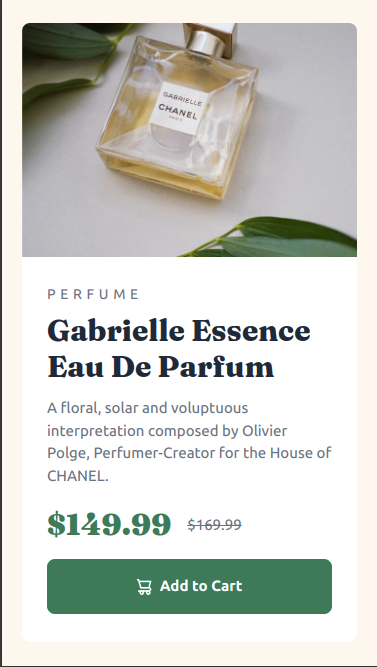 GABRIELLE
CHANEL
PARIS
PERFUME
Gabrielle Essence
Eau De Parfum
A floral, solar and voluptuous
interpretation composed by Olivier
Polge, Perfumer-Creator for the House of
CHANEL.
$149.99 $169.99
Add to Cart